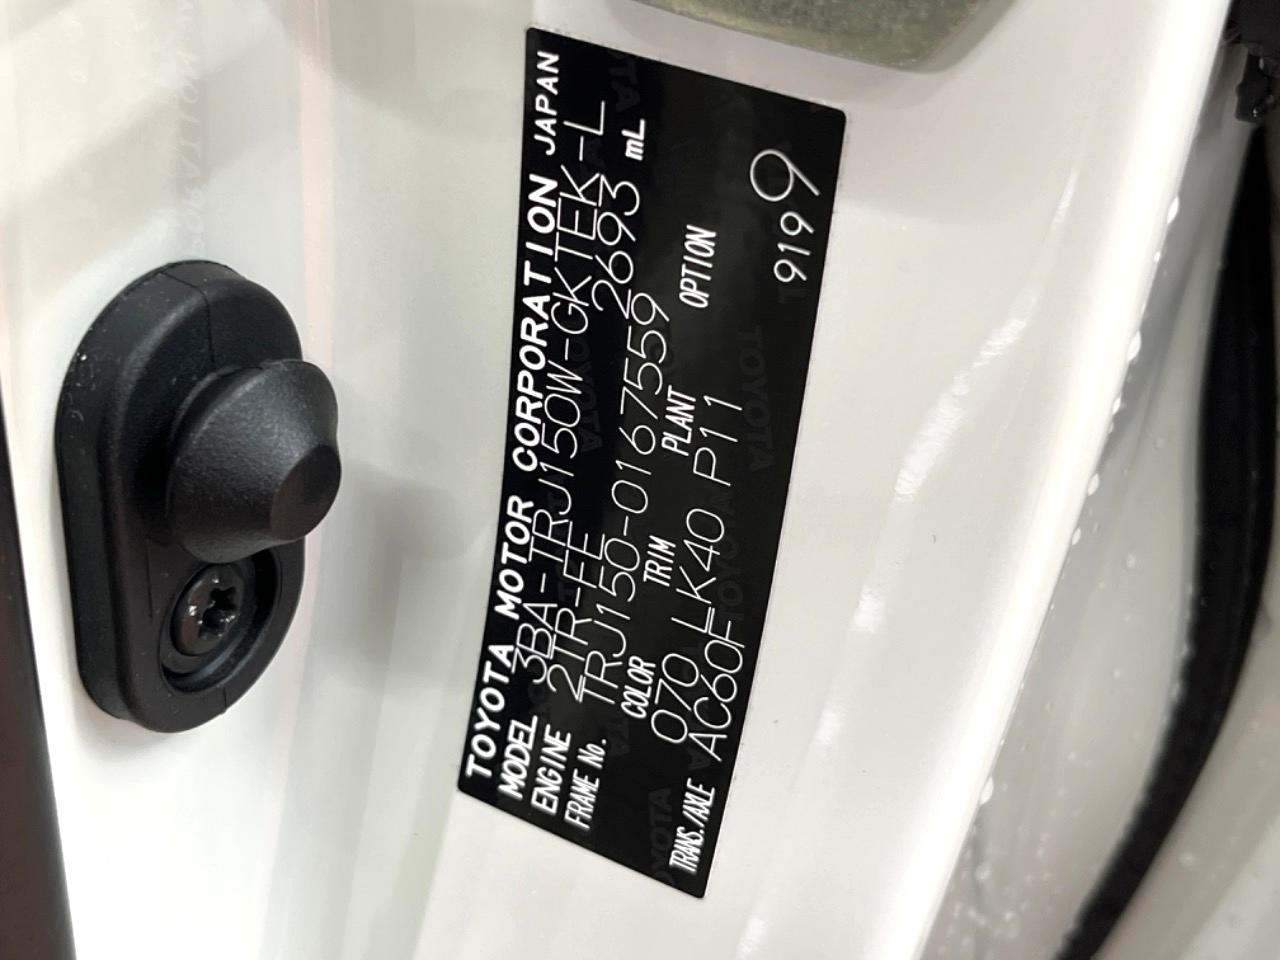 TOYOTA MOTOR CORPORATION JAPAN
MODEL 3BA-TRJ150W-GKTEK-L
ENGINE 2TR-FE 2693 mL
FRAME No. TRJ150-0167559
COLOR TRIM PLANT OPTION
070 LK40 P11
TRANS./AXLE AC60F
9199